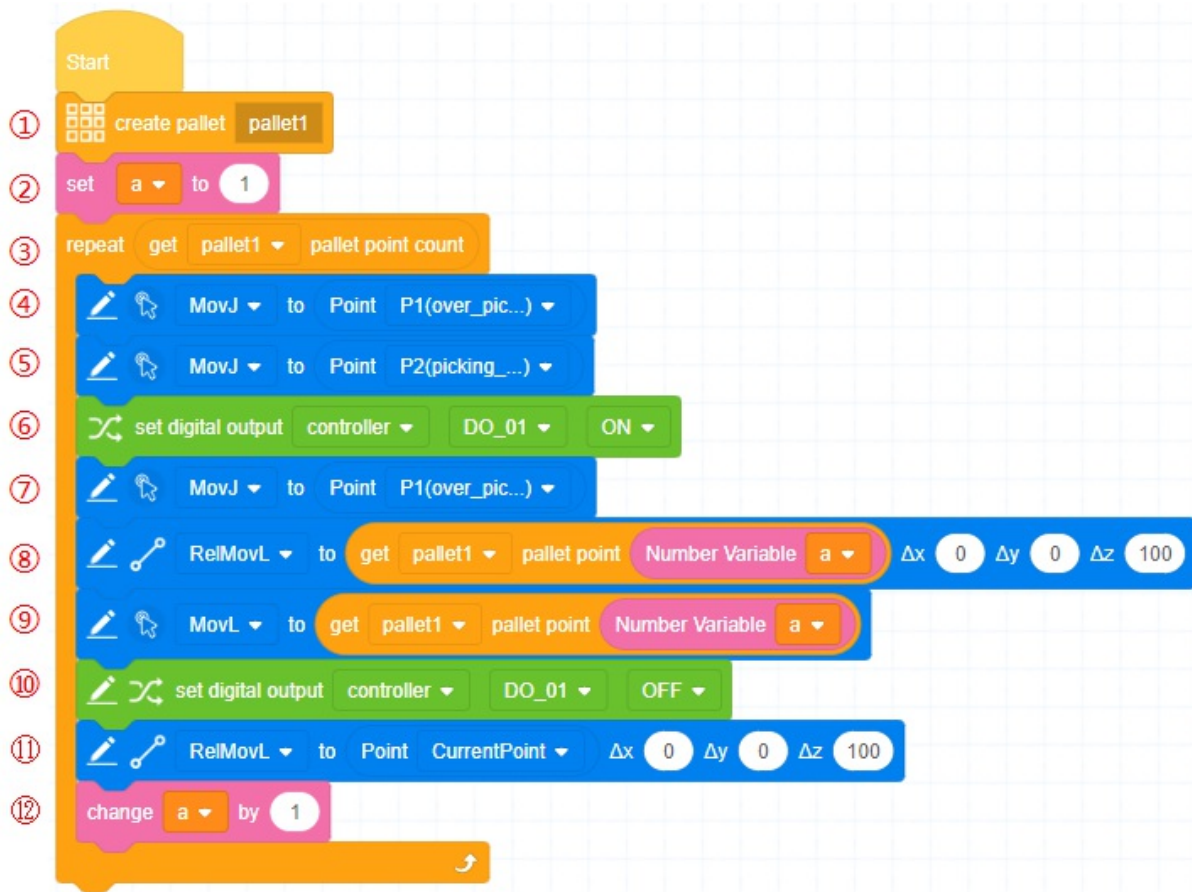 Start
① create pallet pallet1
② set a to 1
③ repeat get pallet1 pallet point count
④ MovJ to Point P1(over_pic...)
⑤ MovJ to Point P2(picking_...)
⑥ set digital output controller DO_01 ON
⑦ MovJ to Point P1(over_pic...)
⑧ RelMovL to get pallet1 pallet point Number Variable a Δx 0 Δy 0 Δz 100
⑨ MovL to get pallet1 pallet point Number Variable a
⑩ set digital output controller DO_01 OFF
⑪ RelMovL to Point CurrentPoint Δx 0 Δy 0 Δz 100
⑫ change a by 1